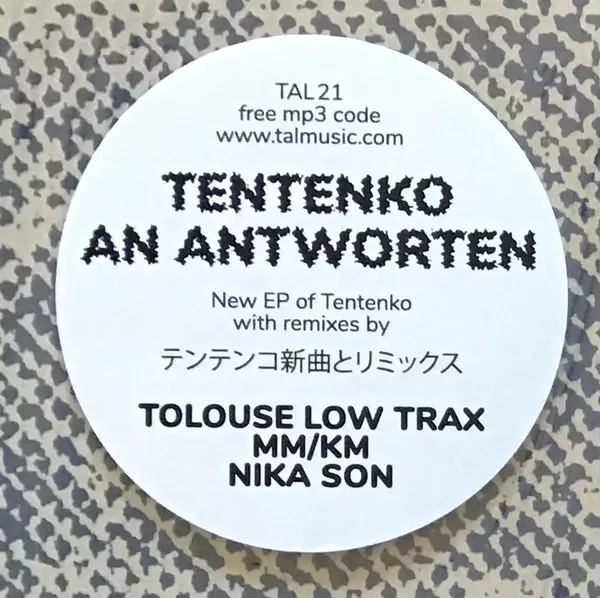 TAL21
free mp3 code
www.talmusic.com
TENTENKO
AN ANTWORTEN
New EP of Tentenko
with remixes by
テンテンコ新曲とリミックス
TOLOUSE LOW TRAX
MM/KM
NIKA SON